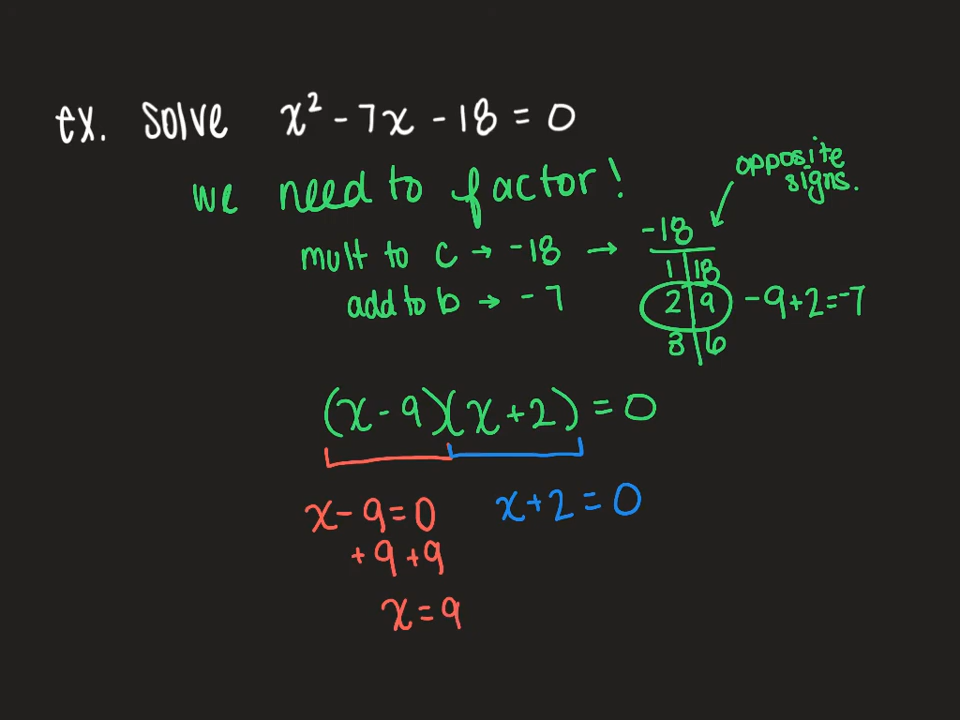 ex. solve x² - 7x - 18 = 0
we need to factor!
opposite
signs.
mult to c → -18 →
add to b → - 7
-18
1 | 18
2 | 9 - 9 + 2 = -7
3 | 6
(x - 9)(x + 2) = 0
x - 9 = 0
+ 9 + 9
x = 9
x + 2 = 0